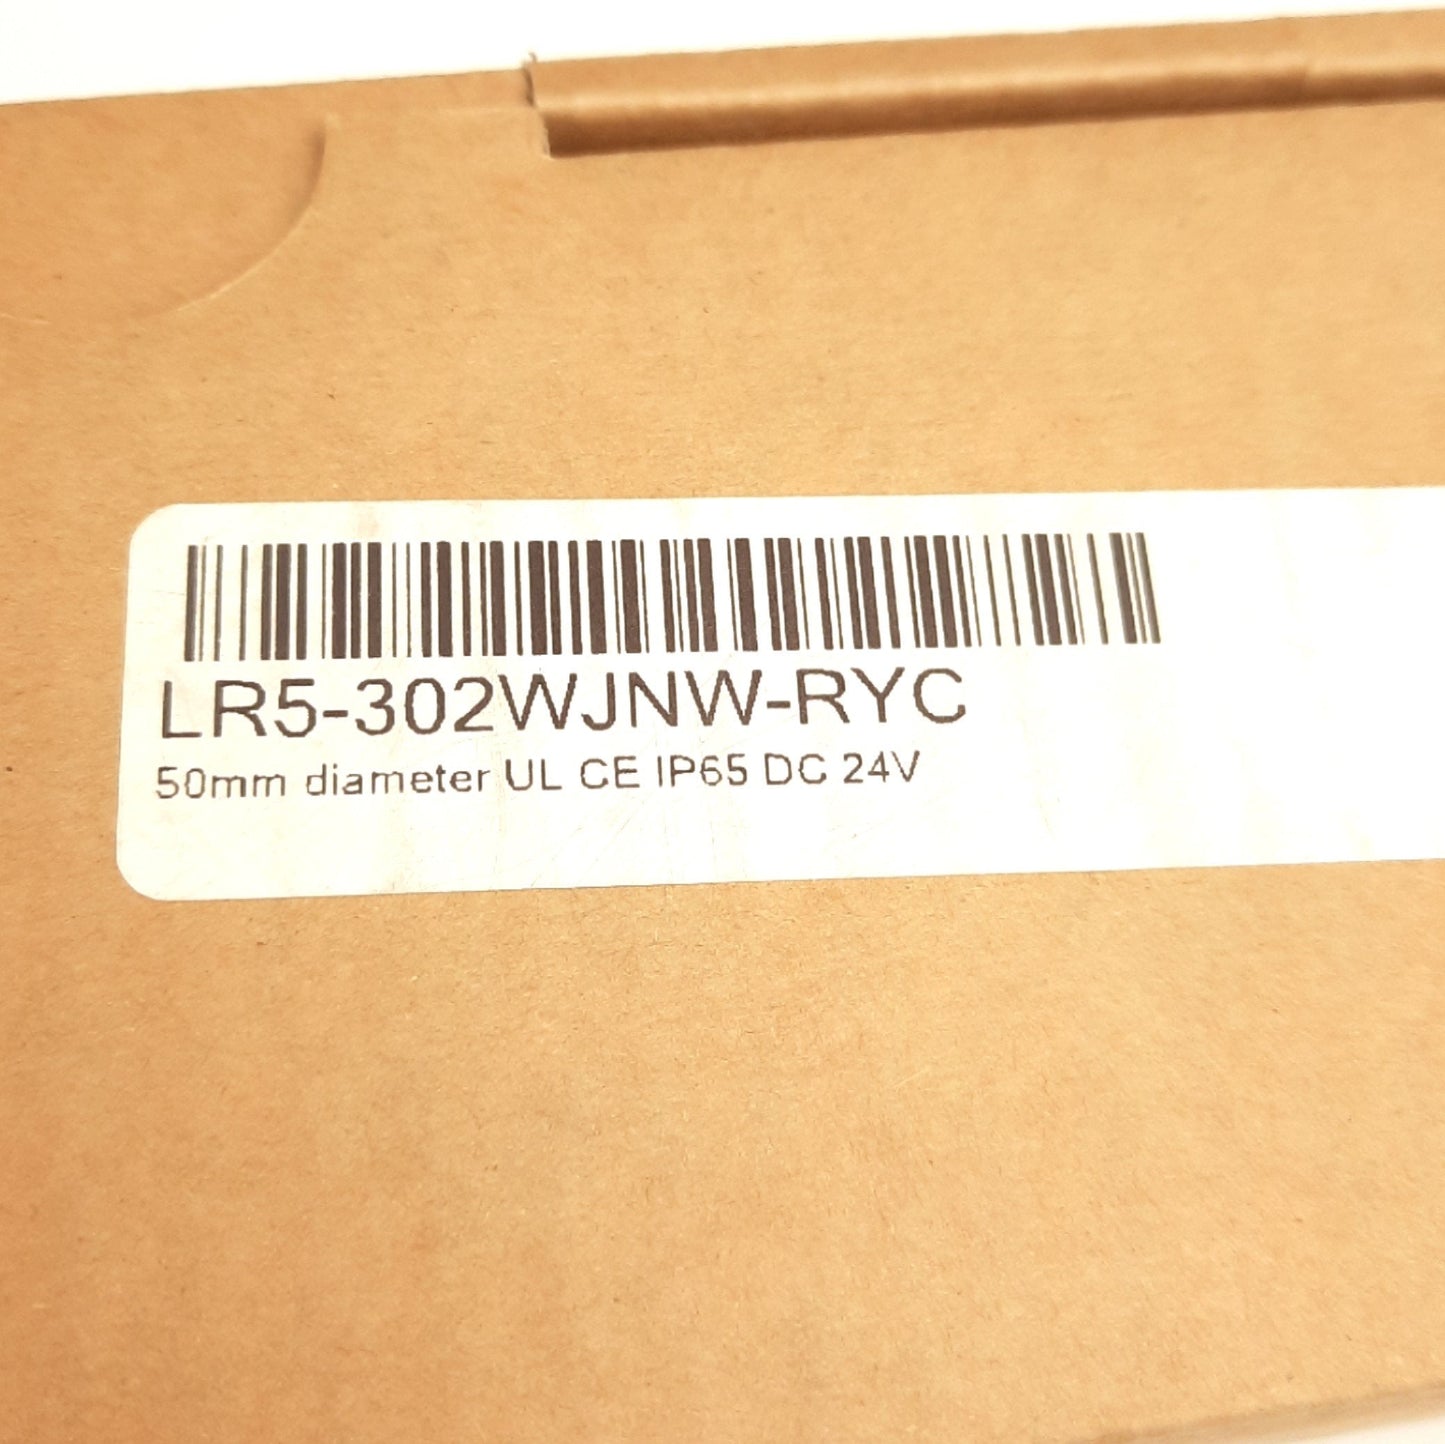 LR5-302WJNW-RYC
50mm diameter UL CE IP65 DC 24V